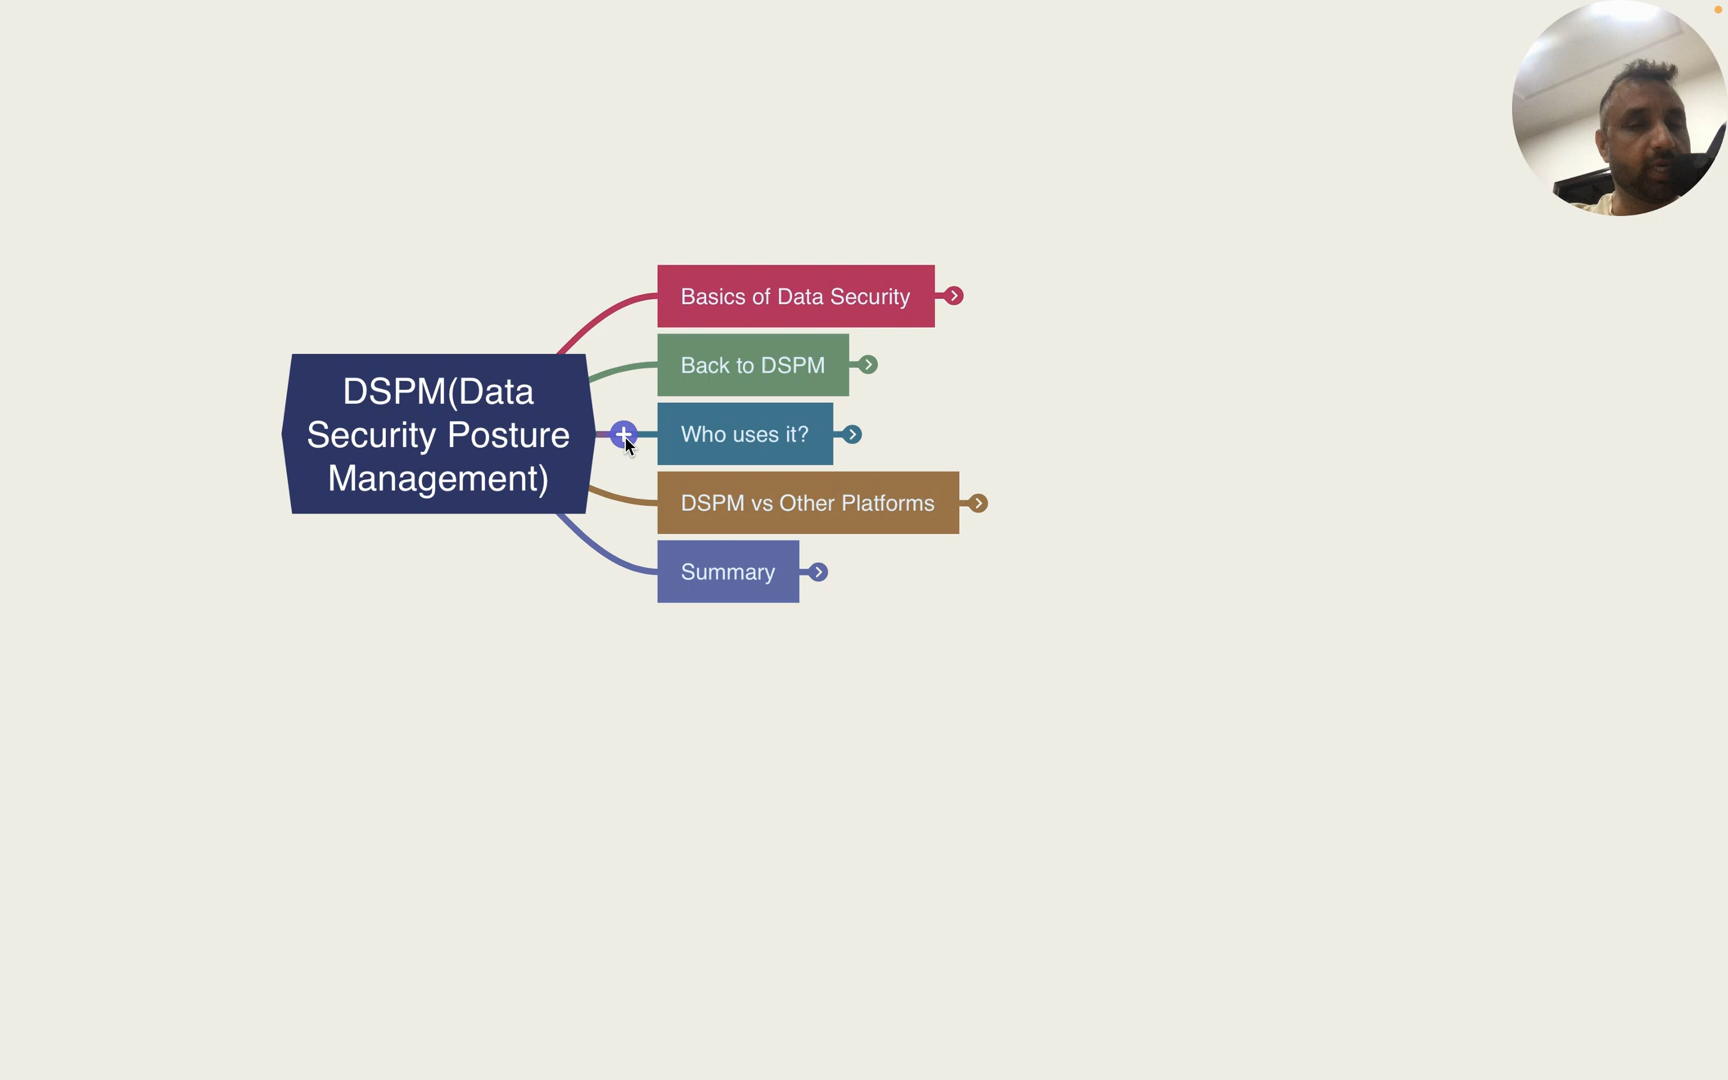 DSPM(Data
Security Posture
Management)
Basics of Data Security
Back to DSPM
Who uses it?
DSPM vs Other Platforms
Summary